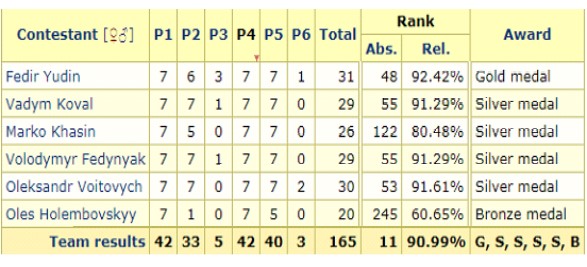 Contestant [♀♂] P1 P2 P3 P4 P5 P6 Total Rank Award
Abs. Rel.
Fedir Yudin 7 6 3 7 7 1 31 48 92.42% Gold medal
Vadym Koval 7 7 1 7 7 0 29 55 91.29% Silver medal
Marko Khasin 7 5 0 7 7 0 26 122 80.48% Silver medal
Volodymyr Fedynyak 7 7 1 7 7 0 29 55 91.29% Silver medal
Oleksandr Voitovych 7 7 0 7 7 2 30 53 91.61% Silver medal
Oles Holembovskyy 7 1 0 7 5 0 20 245 60.65% Bronze medal
Team results 42 33 5 42 40 3 165 11 90.99% G, S, S, S, S, B